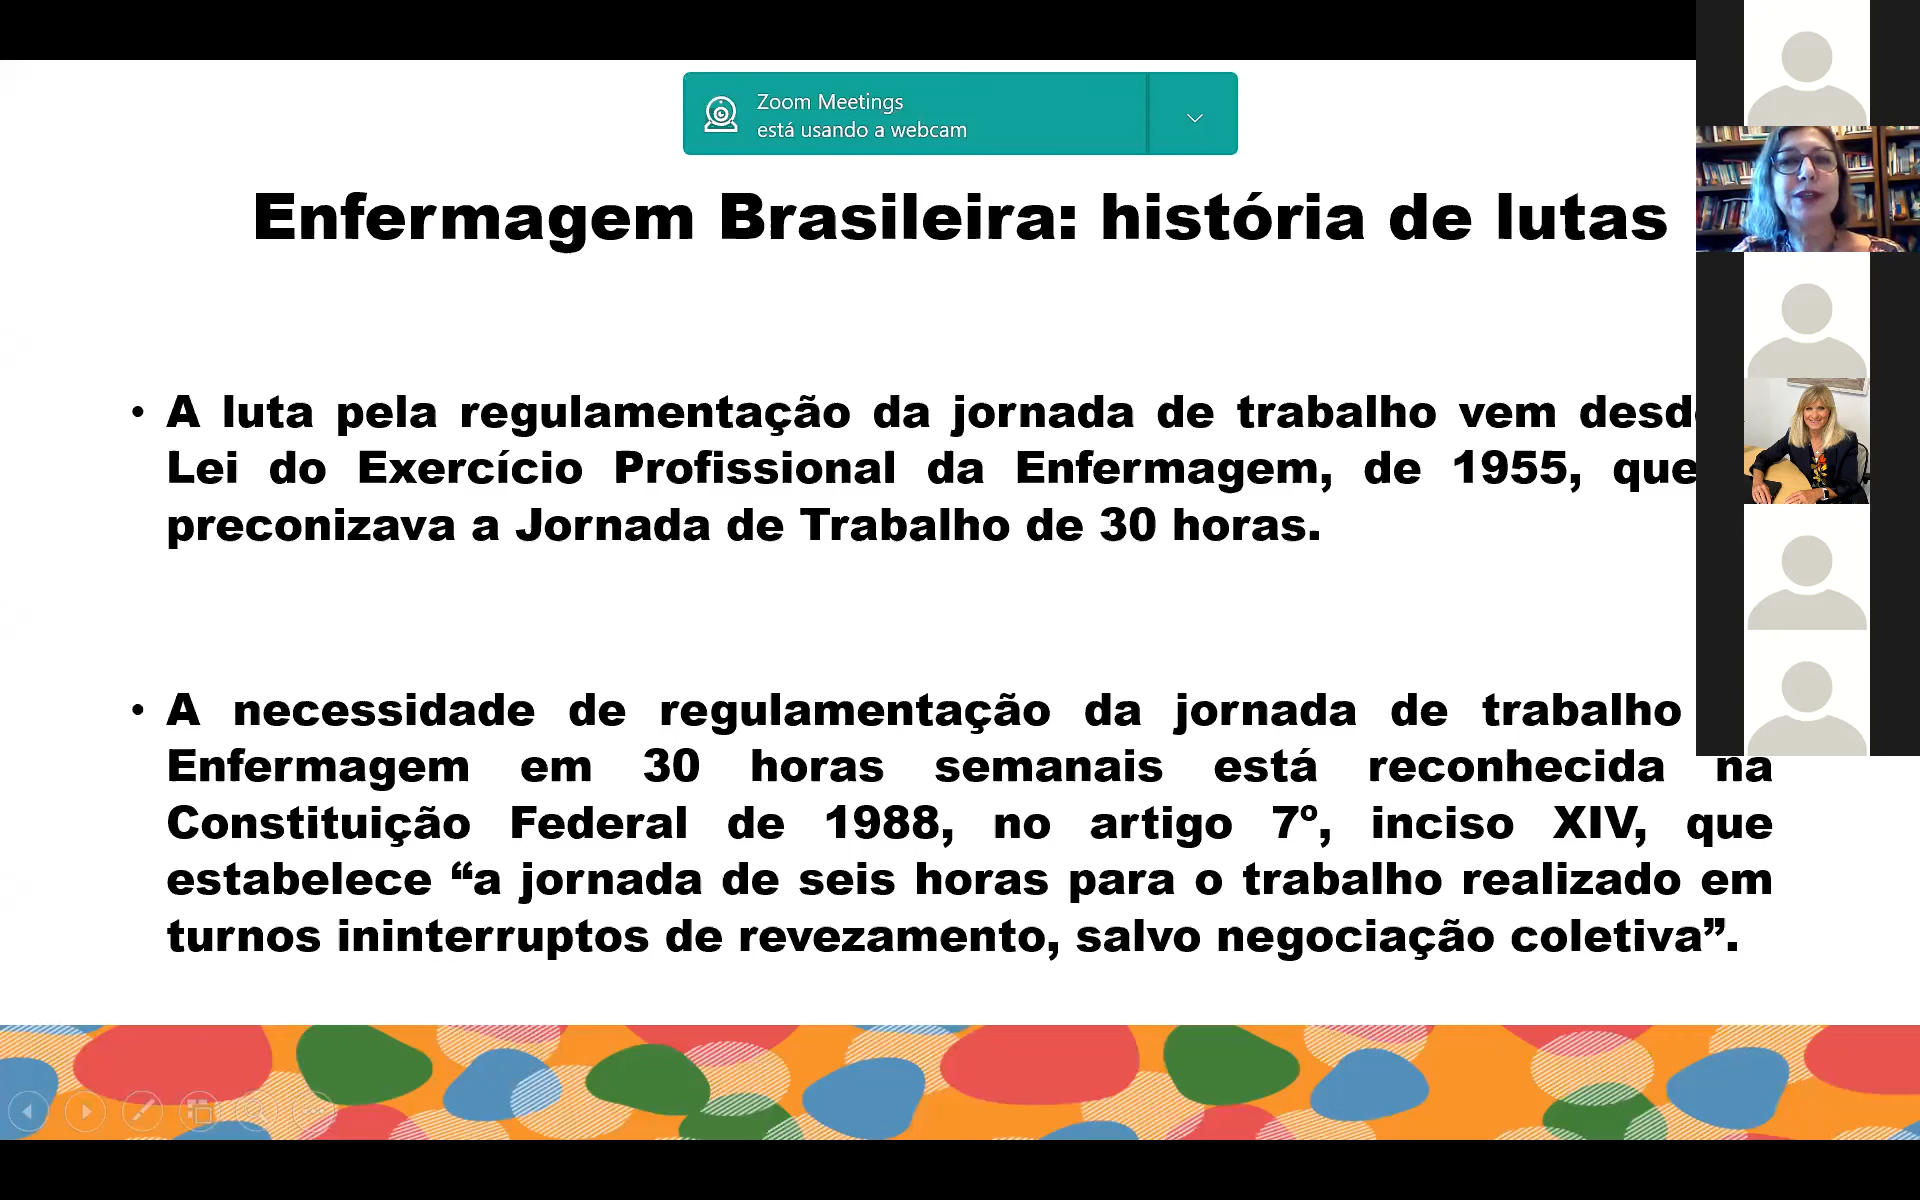 Zoom Meetings
está usando a webcam
Enfermagem Brasileira: história de lutas
• A luta pela regulamentação da jornada de trabalho vem
Lei do Exercício Profissional da Enfermagem, de 1955, que
preconizava a Jornada de Trabalho de 30 horas.
• A necessidade de regulamentação da jornada de trabalho
Enfermagem em 30 horas semanais está reconhecida na
Constituição Federal de 1988, no artigo 7º, inciso XIV, que
estabelece “a jornada de seis horas para o trabalho realizado em
turnos ininterruptos de revezamento, salvo negociação coletiva”.